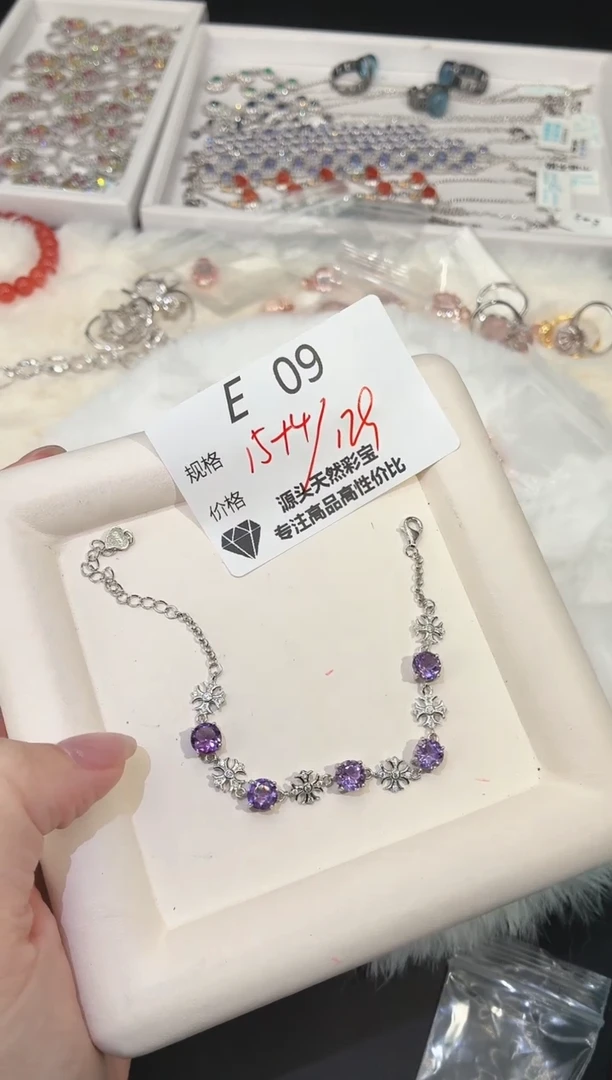 E 09
规格 15+4/129
价格
源头天然彩宝
专注高品高性价比